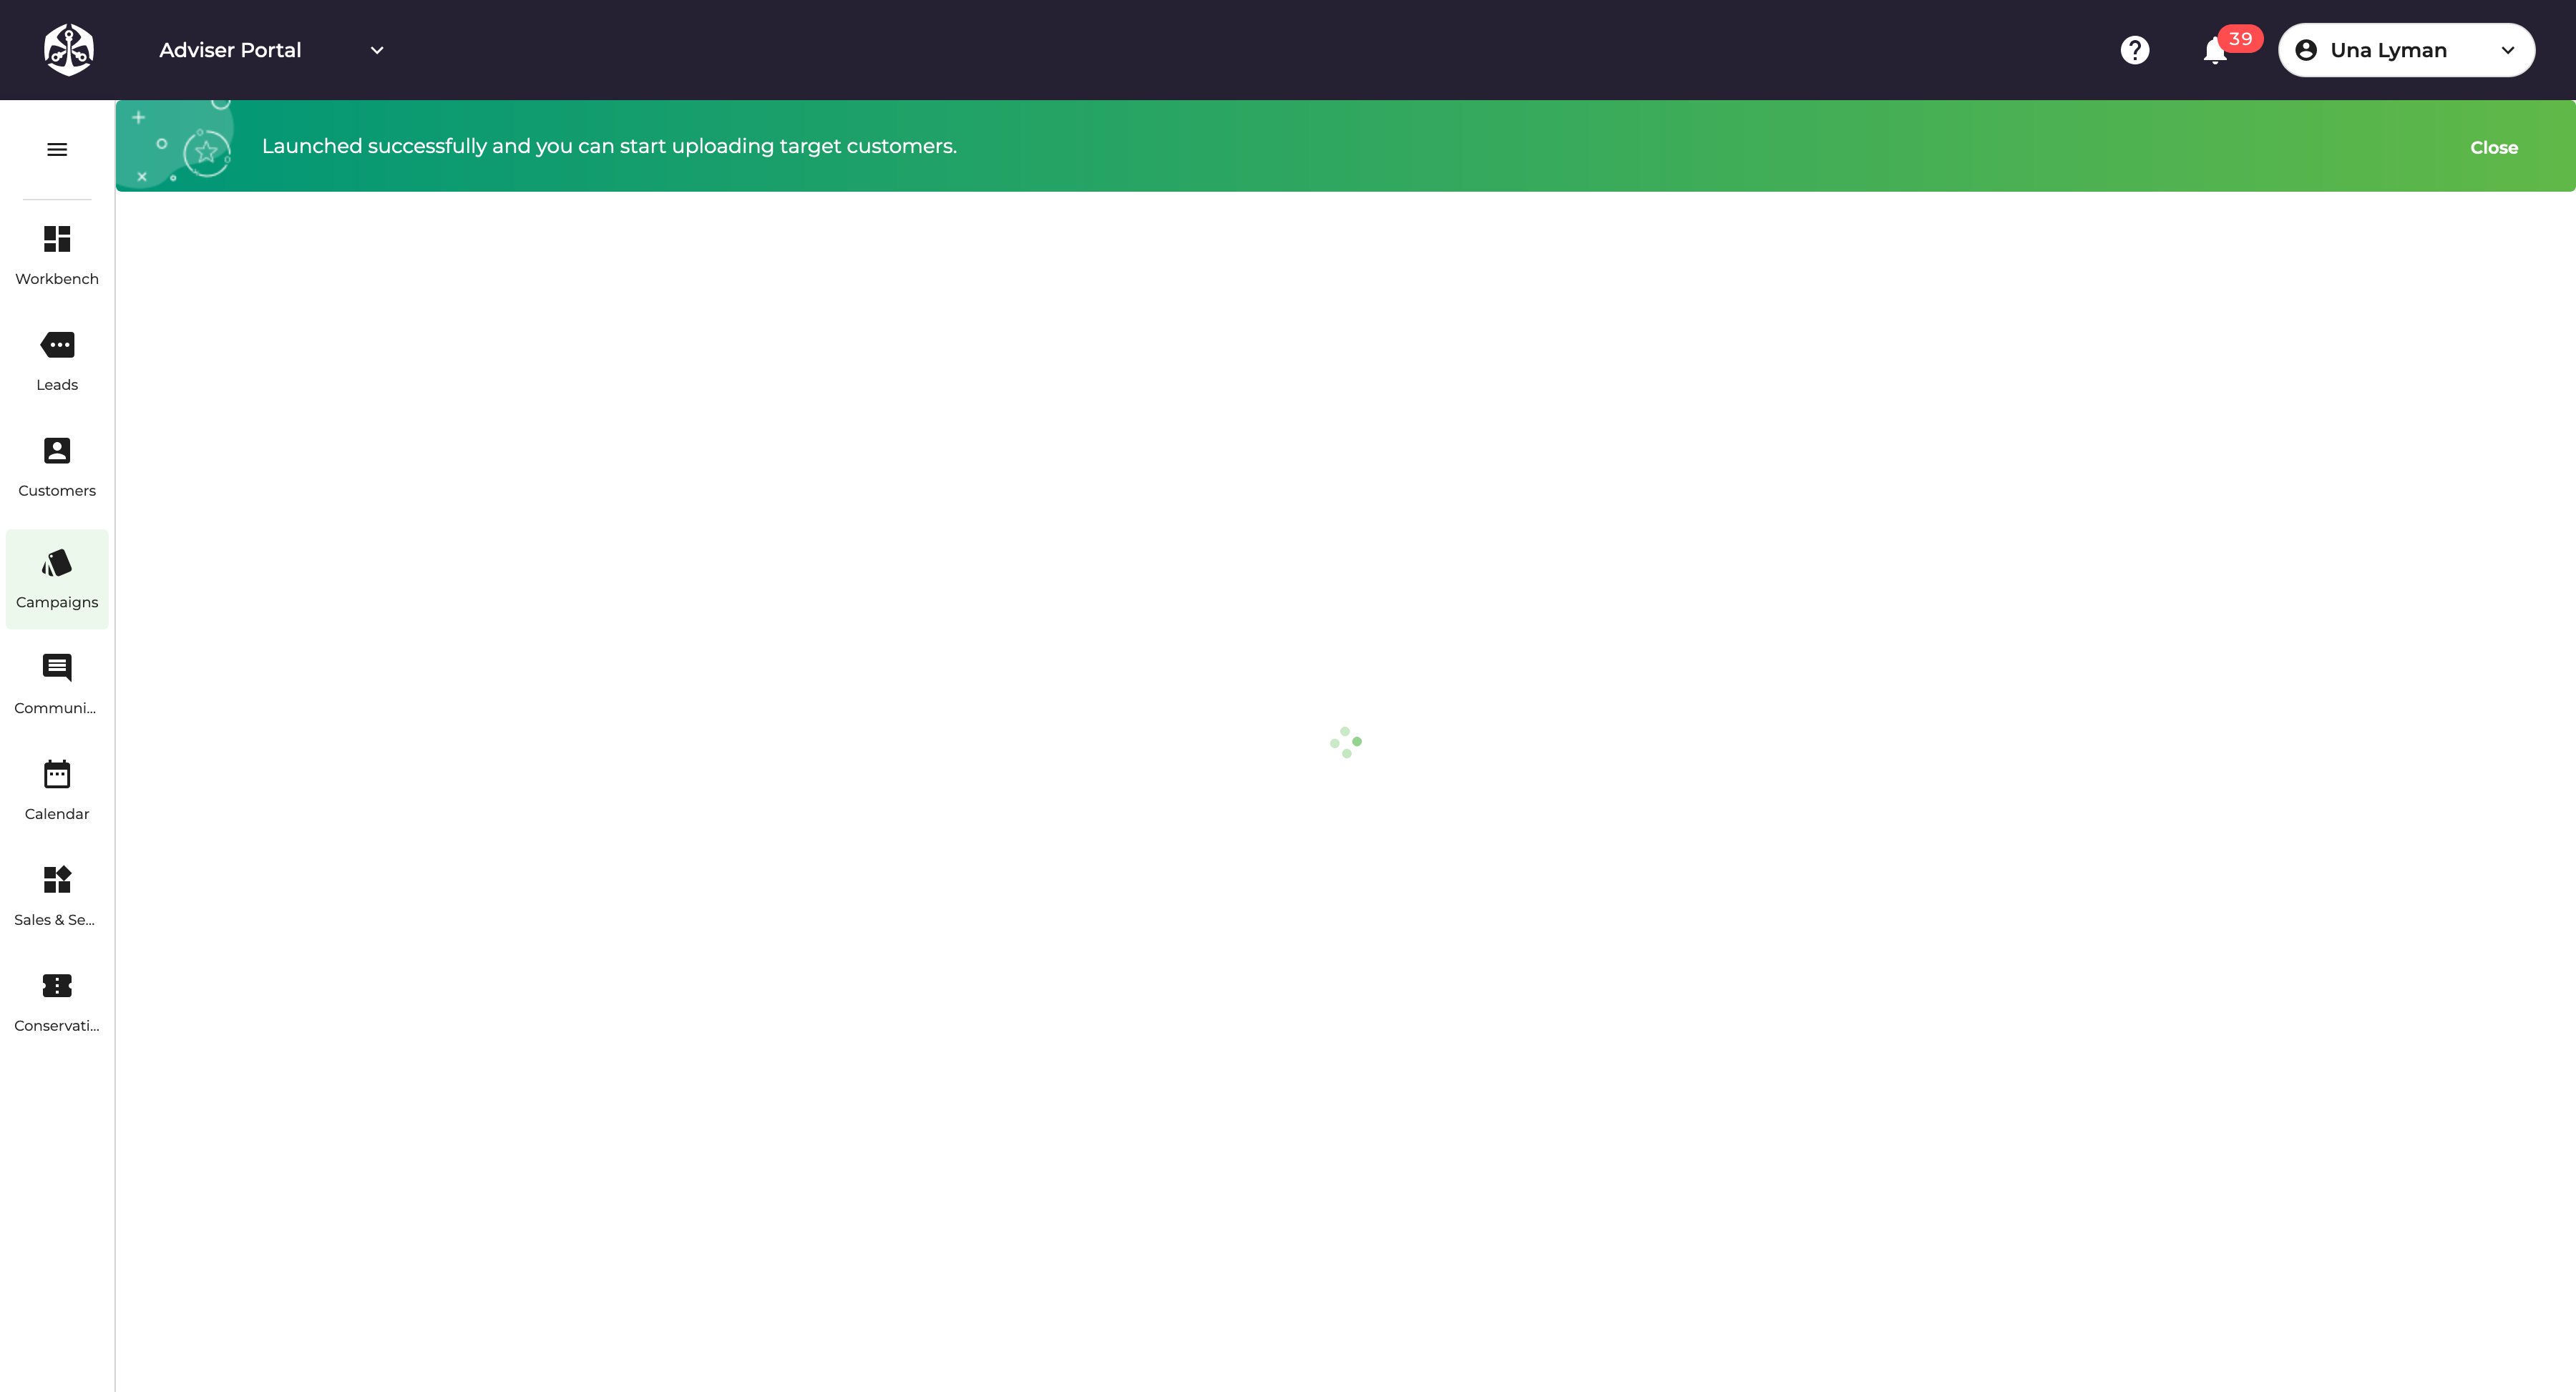 Adviser Portal
39
Una Lyman
Launched successfully and you can start uploading target customers.
Close
Workbench
Leads
Customers
Campaigns
Communi...
Calendar
Sales & Se...
Conservati...